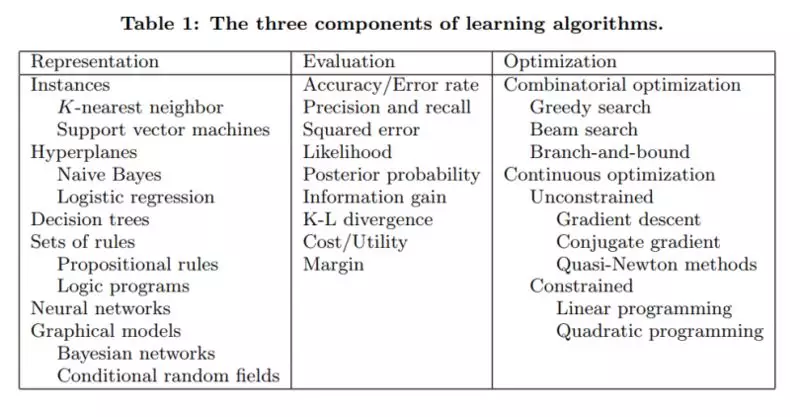 Table 1: The three components of learning algorithms.
Representation Evaluation Optimization
Instances Accuracy/Error rate Combinatorial optimization
K-nearest neighbor Precision and recall Greedy search
Support vector machines Squared error Beam search
Hyperplanes Likelihood Branch-and-bound
Naive Bayes Posterior probability Continuous optimization
Logistic regression Information gain Unconstrained
Decision trees K-L divergence Gradient descent
Sets of rules Cost/Utility Conjugate gradient
Propositional rules Margin Quasi-Newton methods
Logic programs Constrained
Neural networks Linear programming
Graphical models Quadratic programming
Bayesian networks
Conditional random fields